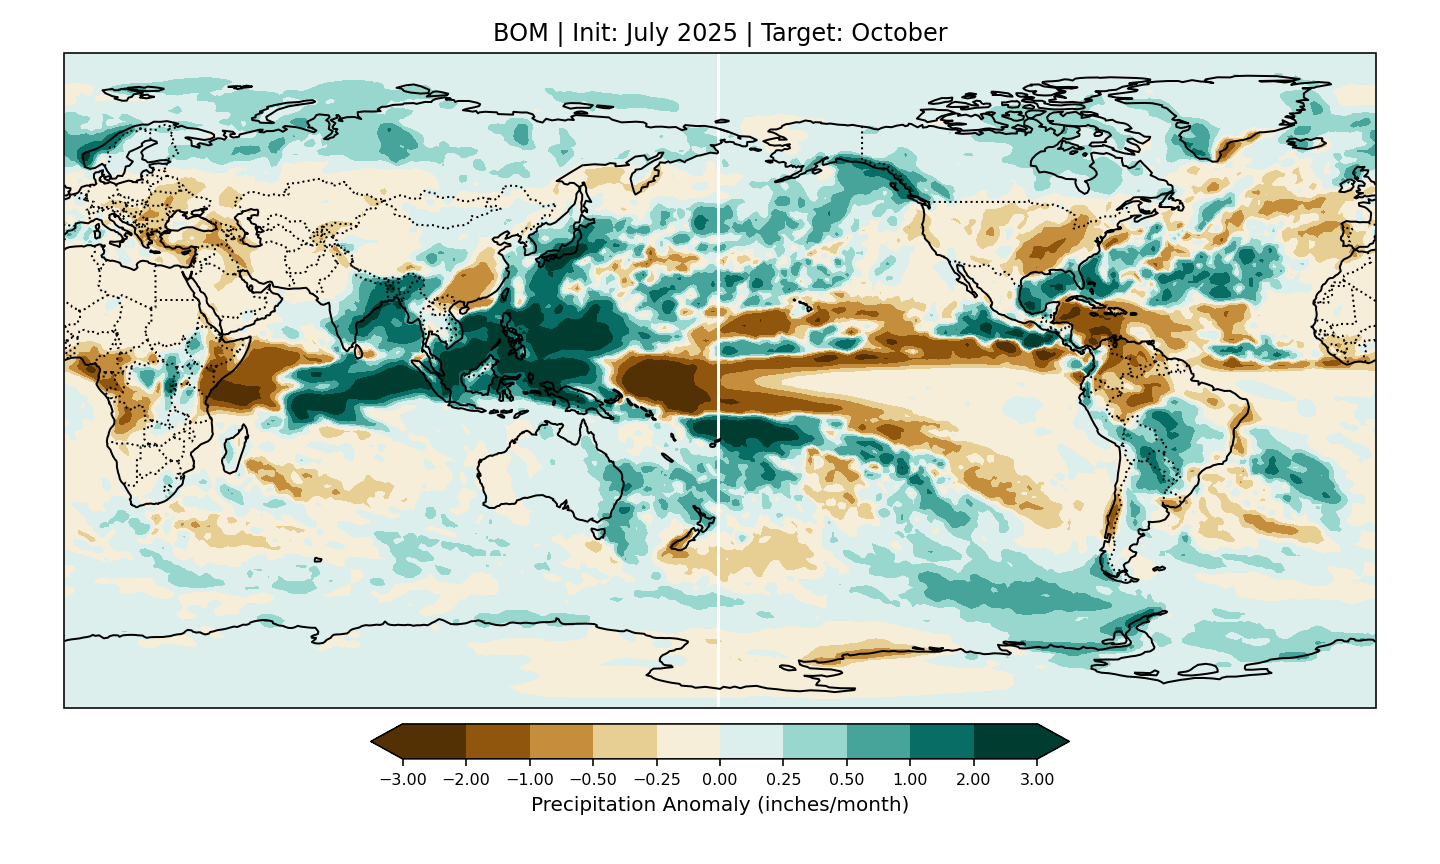 BOM | Init: July 2025 | Target: October
−3.00 −2.00 −1.00 −0.50 −0.25 0.00 0.25 0.50 1.00 2.00 3.00
Precipitation Anomaly (inches/month)